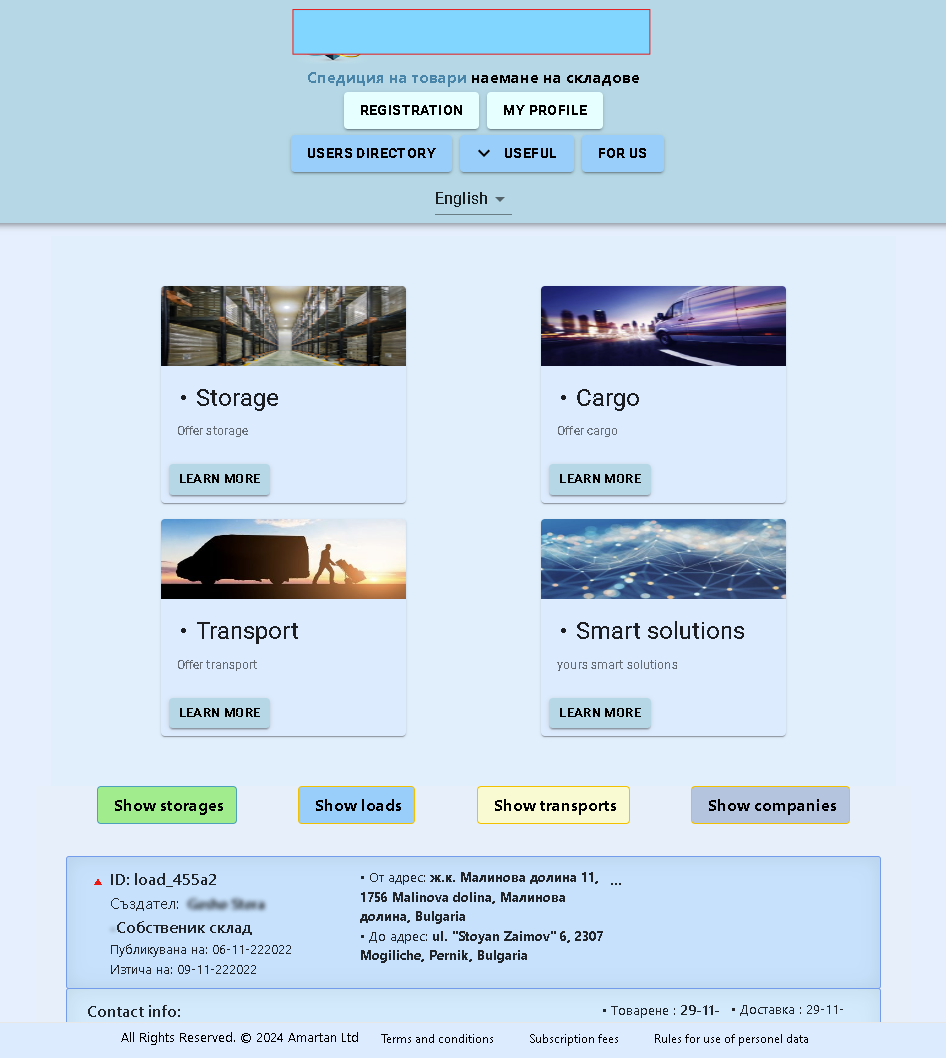 Спедиция на товари наемане на складове
REGISTRATION MY PROFILE
USERS DIRECTORY USEFUL FOR US
English
• Storage
Offer storage
LEARN MORE
• Cargo
Offer cargo
LEARN MORE
• Transport
Offer transport
LEARN MORE
• Smart solutions
yours smart solutions
LEARN MORE
Show storages Show loads Show transports Show companies
ID: load_455a2
Създател:
Собственик склад
Публикувана на: 06-11-222022
Изтича на: 09-11-222022
• От адрес: ж.к. Малинова долина 11,
1756 Malinova dolina, Малинова
долина, Bulgaria
• До адрес: ul. "Stoyan Zaimov" 6, 2307
Mogiliche, Pernik, Bulgaria
...
Contact info:
• Товарене : 29-11- • Доставка : 29-11-
All Rights Reserved. © 2024 Amartan Ltd Terms and conditions Subscription fees Rules for use of personel data